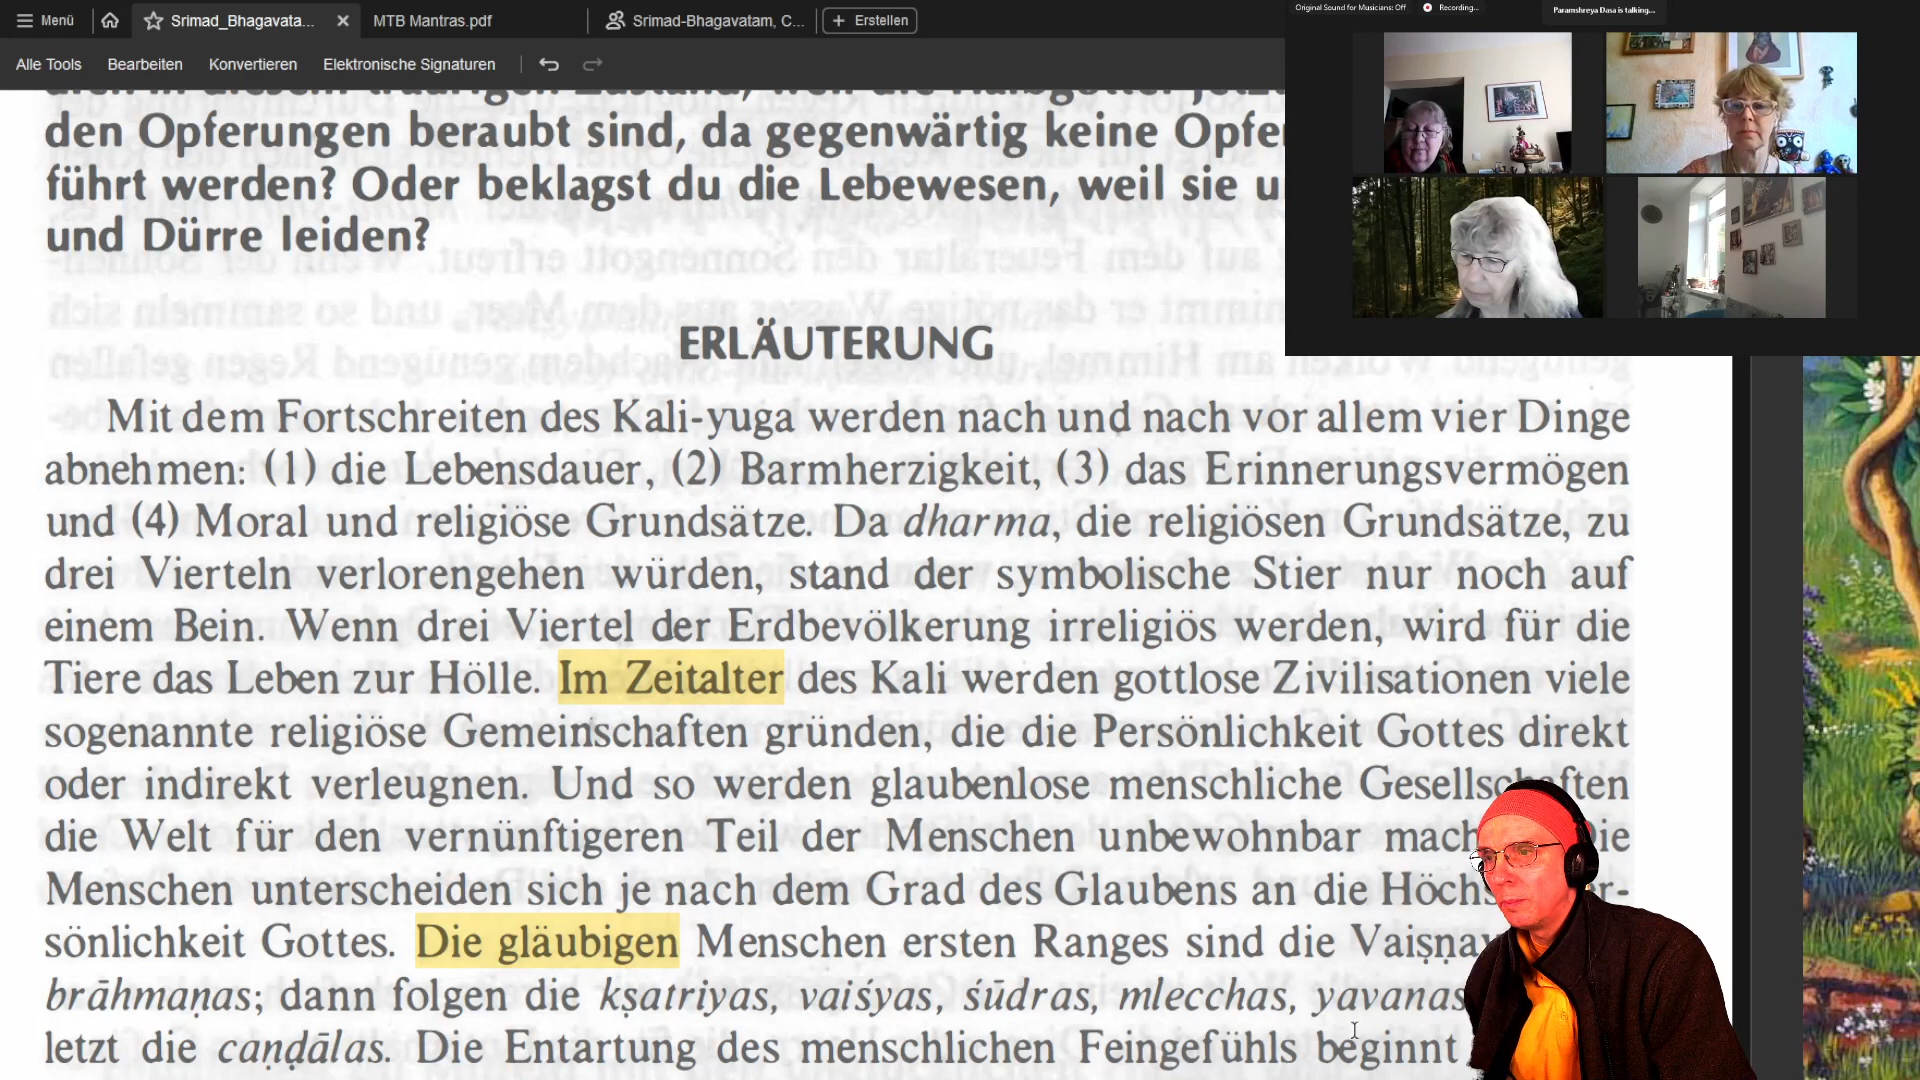 Menü
Srimad_Bhagavata...
MTB Mantras.pdf
Srimad-Bhagavatam, C...
Erstellen
Original Sound for Musicians: Off
Recording...
Paramshreya Dasa is talking...
Alle Tools
Bearbeiten
Konvertieren
Elektronische Signaturen
den Opferungen beraubt sind, da gegenwärtig keine Opfer
führt werden? Oder beklagst du die Lebewesen, weil sie u
und Dürre leiden?
ERLÄUTERUNG
Mit dem Fortschreiten des Kali-yuga werden nach und nach vor allem vier Dinge
abnehmen: (1) die Lebensdauer, (2) Barmherzigkeit, (3) das Erinnerungsvermögen
und (4) Moral und religiöse Grundsätze. Da dharma, die religiösen Grundsätze, zu
drei Vierteln verlorengehen würden, stand der symbolische Stier nur noch auf
einem Bein. Wenn drei Viertel der Erdbevölkerung irreligiös werden, wird für die
Tiere das Leben zur Hölle. Im Zeitalter des Kali werden gottlose Zivilisationen viele
sogenannte religiöse Gemeinschaften gründen, die die Persönlichkeit Gottes direkt
oder indirekt verleugnen. Und so werden glaubenlose menschliche Gesellschaften
die Welt für den vernünftigeren Teil der Menschen unbewohnbar mach
Menschen unterscheiden sich je nach dem Grad des Glaubens an die Höchs er-
sönlichkeit Gottes. Die gläubigen Menschen ersten Ranges sind die Vaiṣṇav
brāhmaṇas; dann folgen die kṣatriyas, vaiśyas, śūdras, mlecchas, yavanas
letzt die caṇḍālas. Die Entartung des menschlichen Feingefühls beginnt